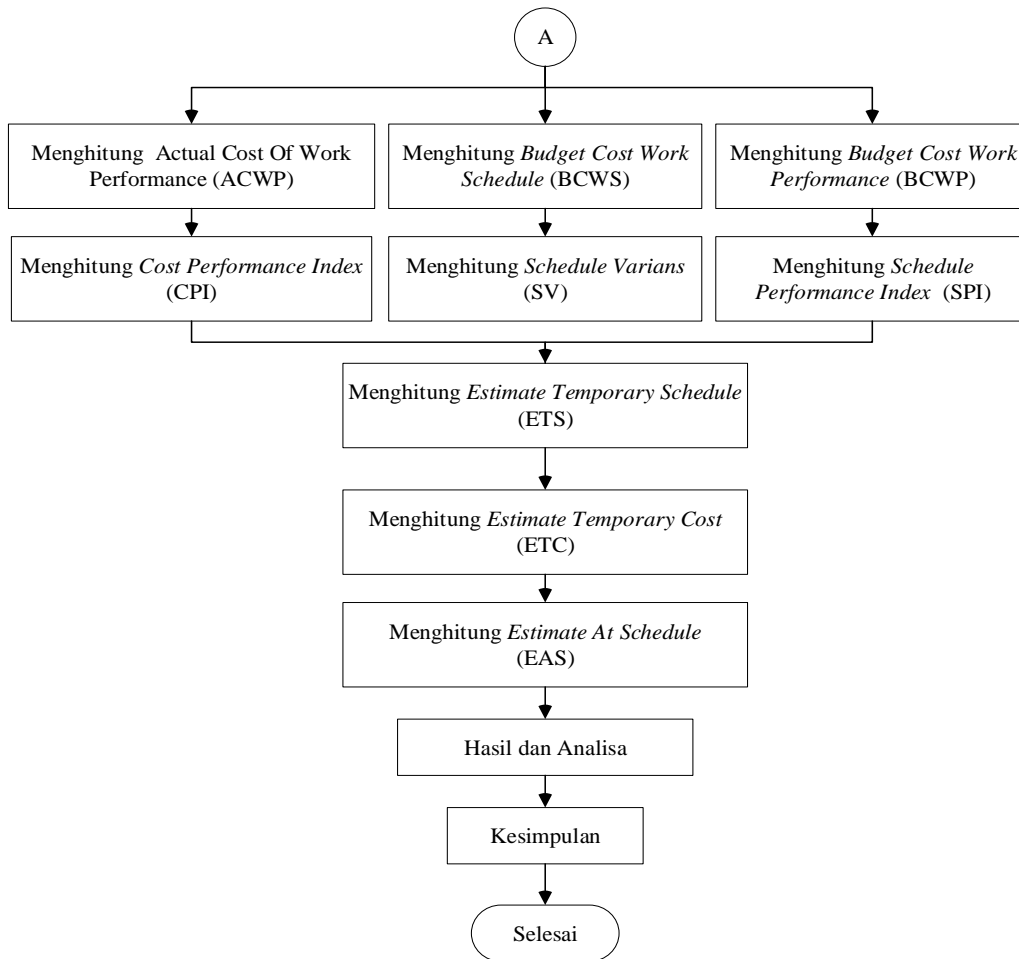 A
Menghitung Actual Cost Of Work
Performance (ACWP)
Menghitung Budget Cost Work
Schedule (BCWS)
Menghitung Budget Cost Work
Performance (BCWP)
Menghitung Cost Performance Index
(CPI)
Menghitung Schedule Varians
(SV)
Menghitung Schedule
Performance Index (SPI)
Menghitung Estimate Temporary Schedule
(ETS)
Menghitung Estimate Temporary Cost
(ETC)
Menghitung Estimate At Schedule
(EAS)
Hasil dan Analisa
Kesimpulan
Selesai